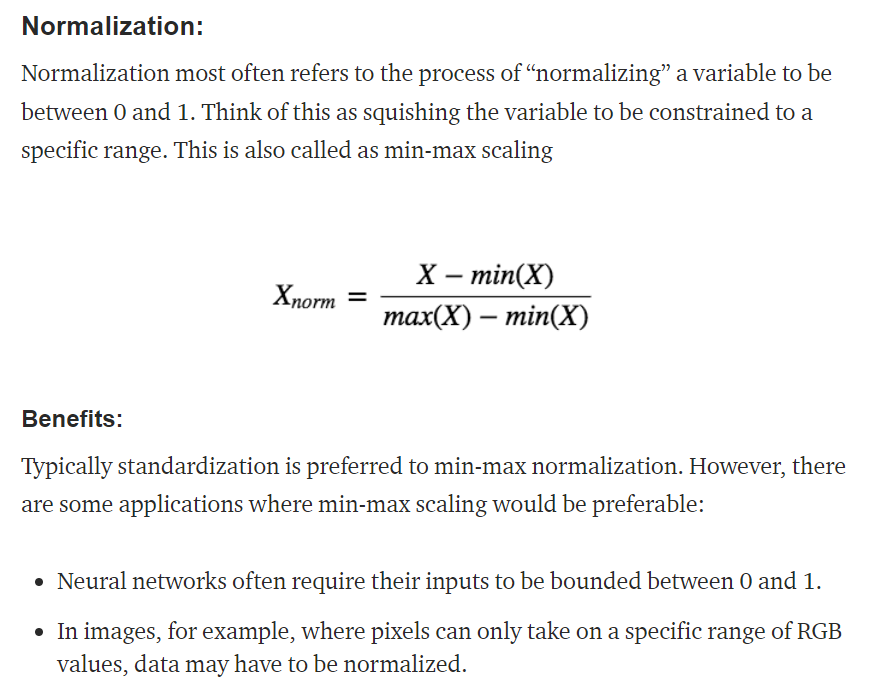 Normalization:
Normalization most often refers to the process of “normalizing” a variable to be
between 0 and 1. Think of this as squishing the variable to be constrained to a
specific range. This is also called as min-max scaling
X_norm = (X − min(X)) / (max(X) − min(X))
Benefits:
Typically standardization is preferred to min-max normalization. However, there
are some applications where min-max scaling would be preferable:
• Neural networks often require their inputs to be bounded between 0 and 1.
• In images, for example, where pixels can only take on a specific range of RGB
values, data may have to be normalized.